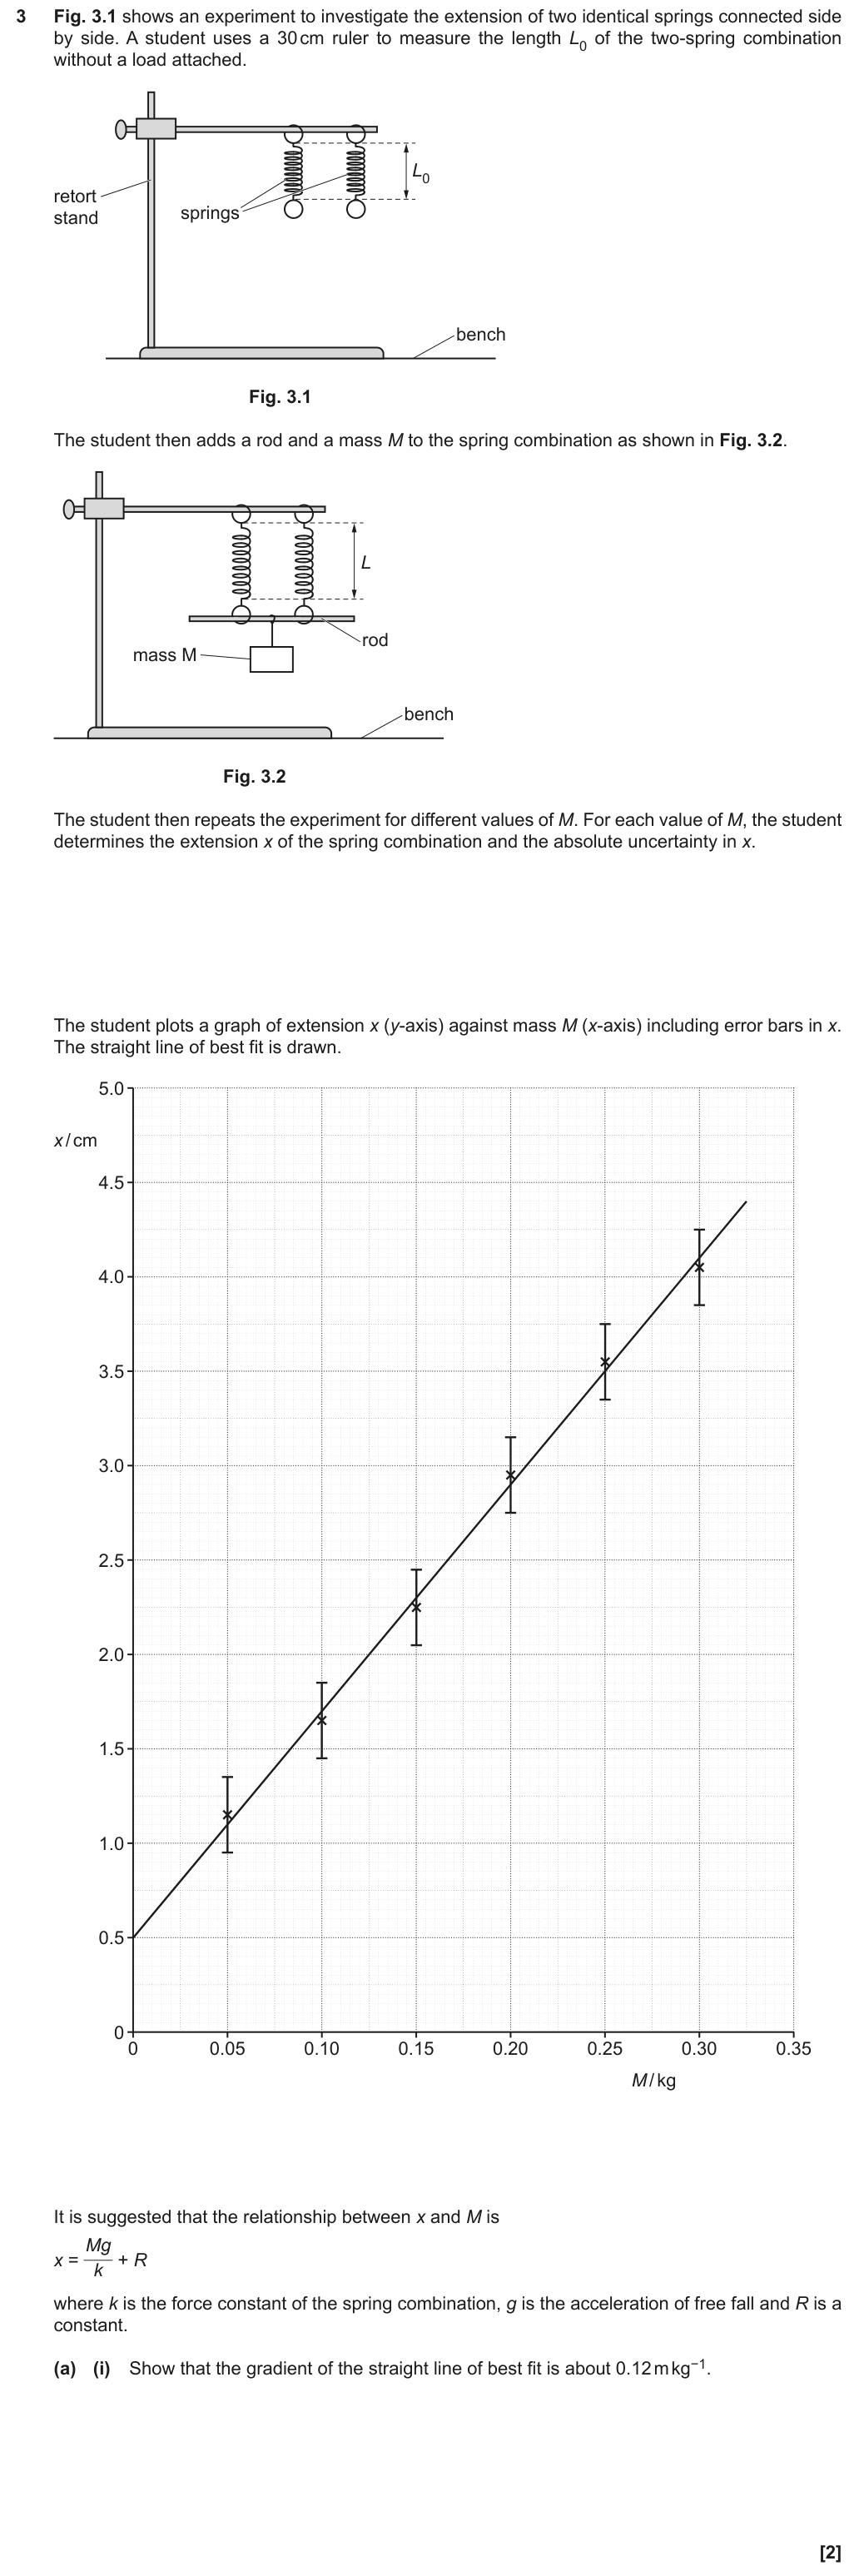 3 Fig. 3.1 shows an experiment to investigate the extension of two identical springs connected side
by side. A student uses a 30 cm ruler to measure the length L₀ of the two-spring combination
without a load attached.
L₀
retort
stand
springs
bench
Fig. 3.1
The student then adds a rod and a mass M to the spring combination as shown in Fig. 3.2.
L
rod
mass M
bench
Fig. 3.2
The student then repeats the experiment for different values of M. For each value of M, the student
determines the extension x of the spring combination and the absolute uncertainty in x.
The student plots a graph of extension x (y-axis) against mass M (x-axis) including error bars in x.
The straight line of best fit is drawn.
5.0
x / cm
4.5
4.0
3.5
3.0
2.5
2.0
1.5
1.0
0.5
0
0 0.05 0.10 0.15 0.20 0.25 0.30 0.35
M / kg
It is suggested that the relationship between x and M is
x = Mg/k + R
where k is the force constant of the spring combination, g is the acceleration of free fall and R is a
constant.
(a) (i) Show that the gradient of the straight line of best fit is about 0.12 m kg⁻¹.
[2]